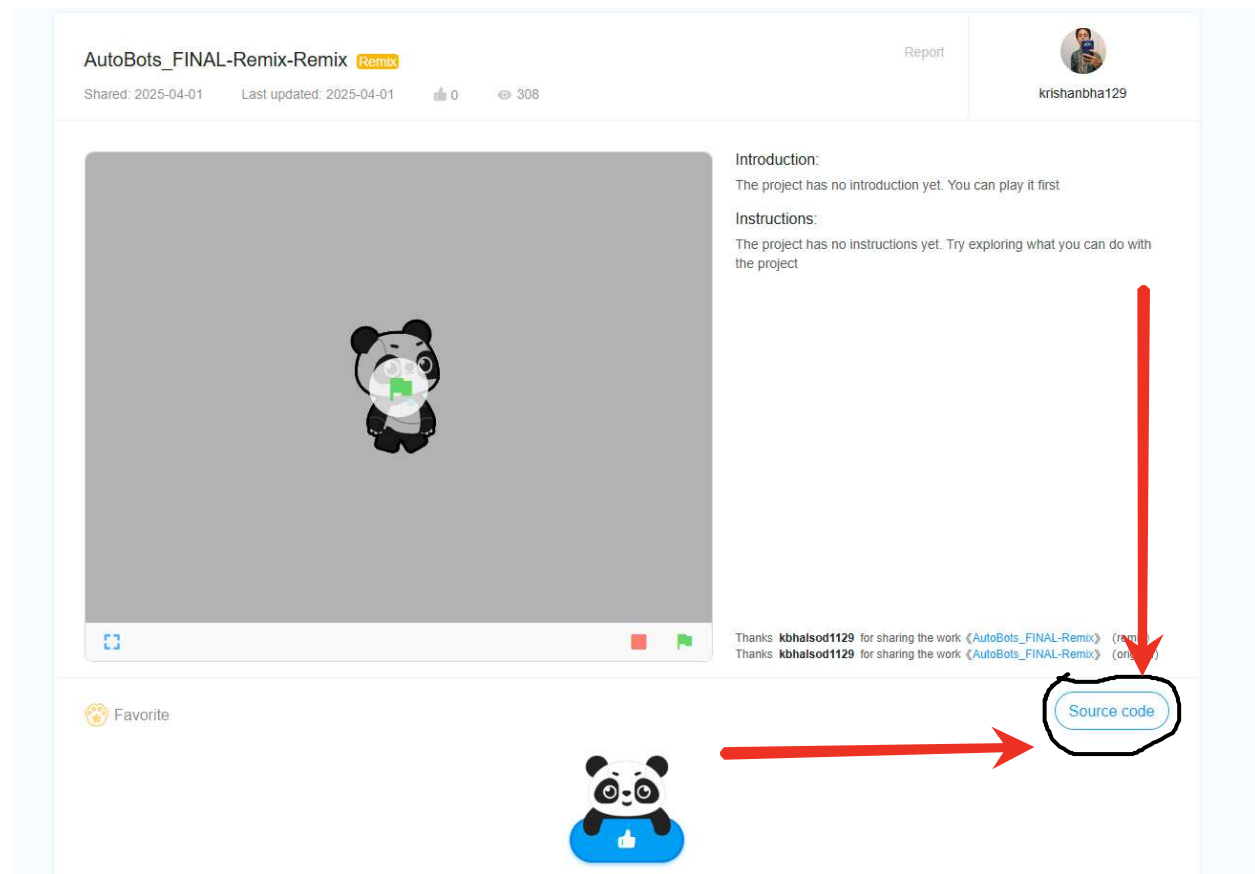 AutoBots_FINAL-Remix-Remix Remix
Report
Shared: 2025-04-01 Last updated: 2025-04-01 0 308
krishanbha129
Introduction:
The project has no introduction yet. You can play it first
Instructions:
The project has no instructions yet. Try exploring what you can do with
the project
Thanks kbhalsod1129 for sharing the work《AutoBots_FINAL-Remix》
Thanks kbhalsod1129 for sharing the work《AutoBots_FINAL-Remix》
Favorite
Source code